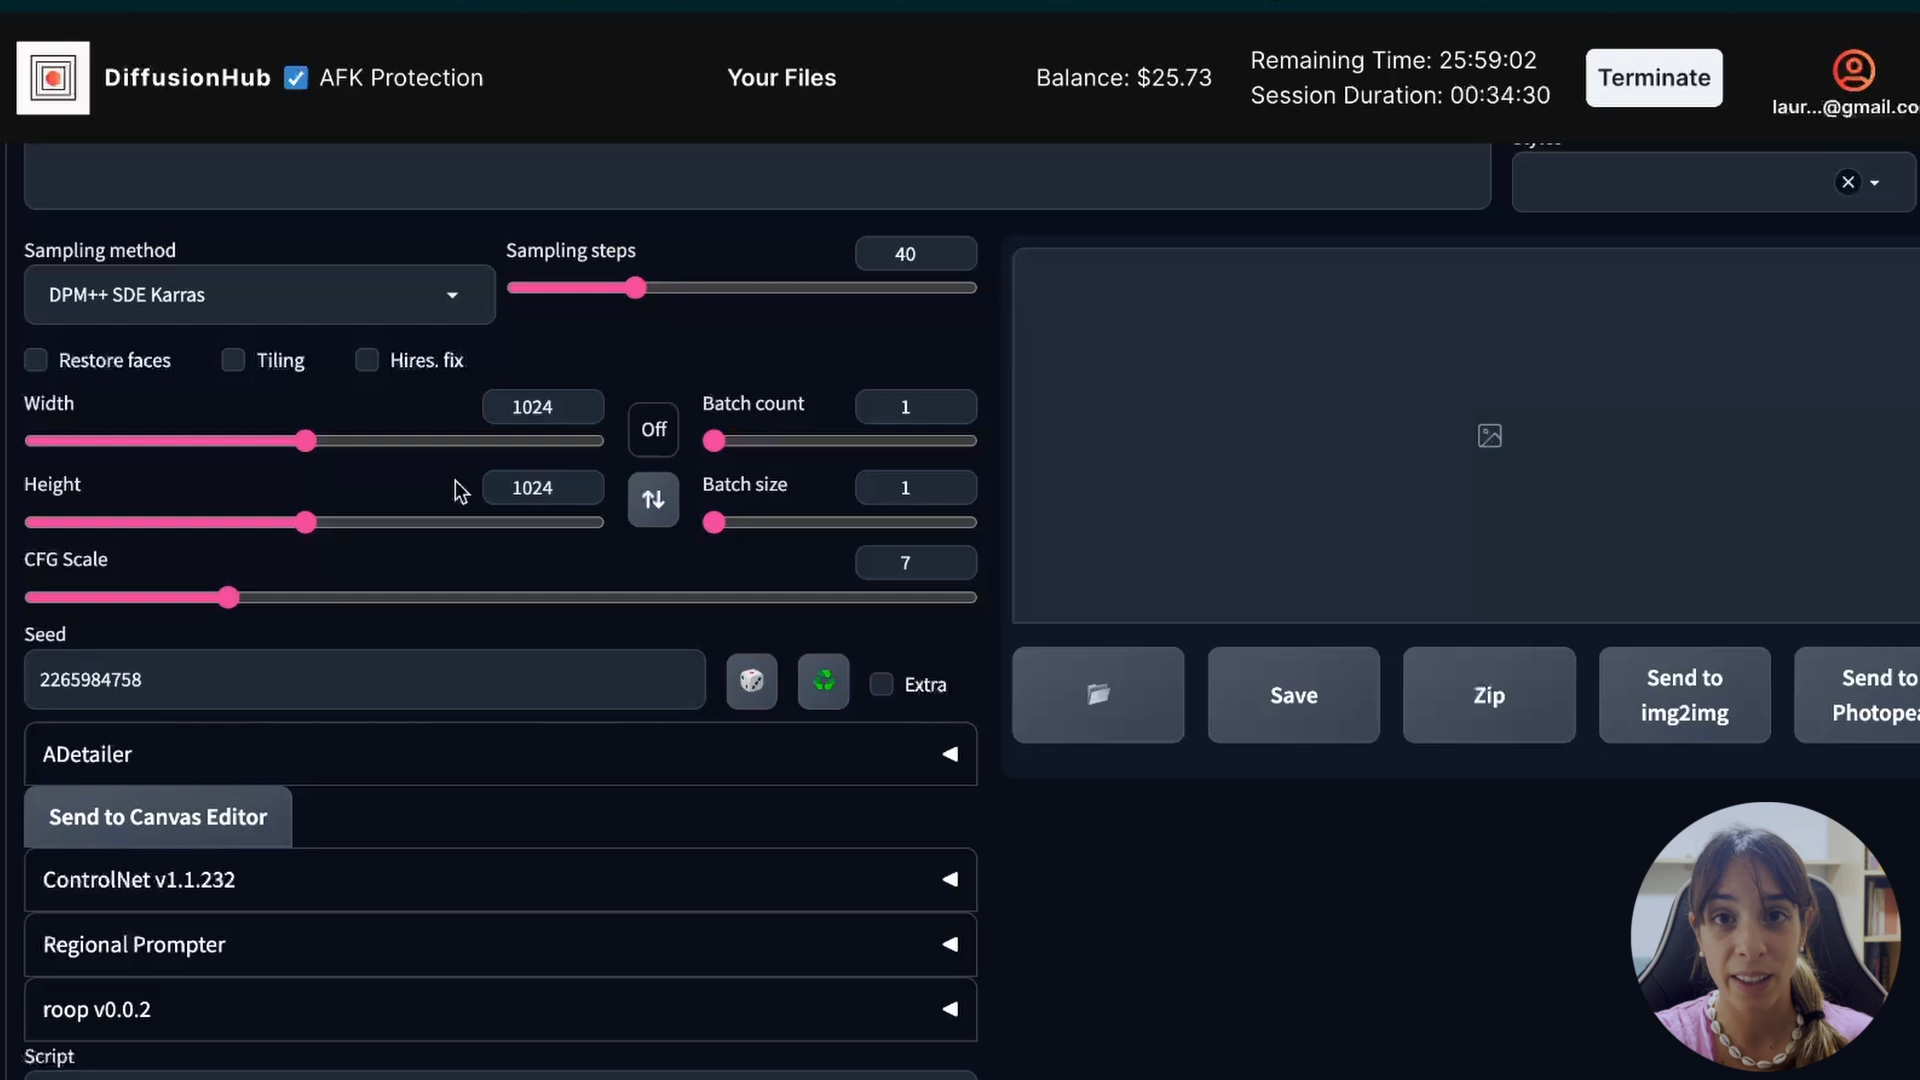 DiffusionHub
AFK Protection
Your Files
Balance: $25.73
Remaining Time: 25:59:02
Session Duration: 00:34:30
Terminate
laur...@gmail.co
Sampling method
Sampling steps
40
DPM++ SDE Karras
Restore faces
Tiling
Hires. fix
Width
1024
Off
Batch count
1
Height
1024
Batch size
1
CFG Scale
7
Seed
2265984758
Extra
Save
Zip
Send to
img2img
Send to
Photopea
ADetailer
Send to Canvas Editor
ControlNet v1.1.232
Regional Prompter
roop v0.0.2
Script